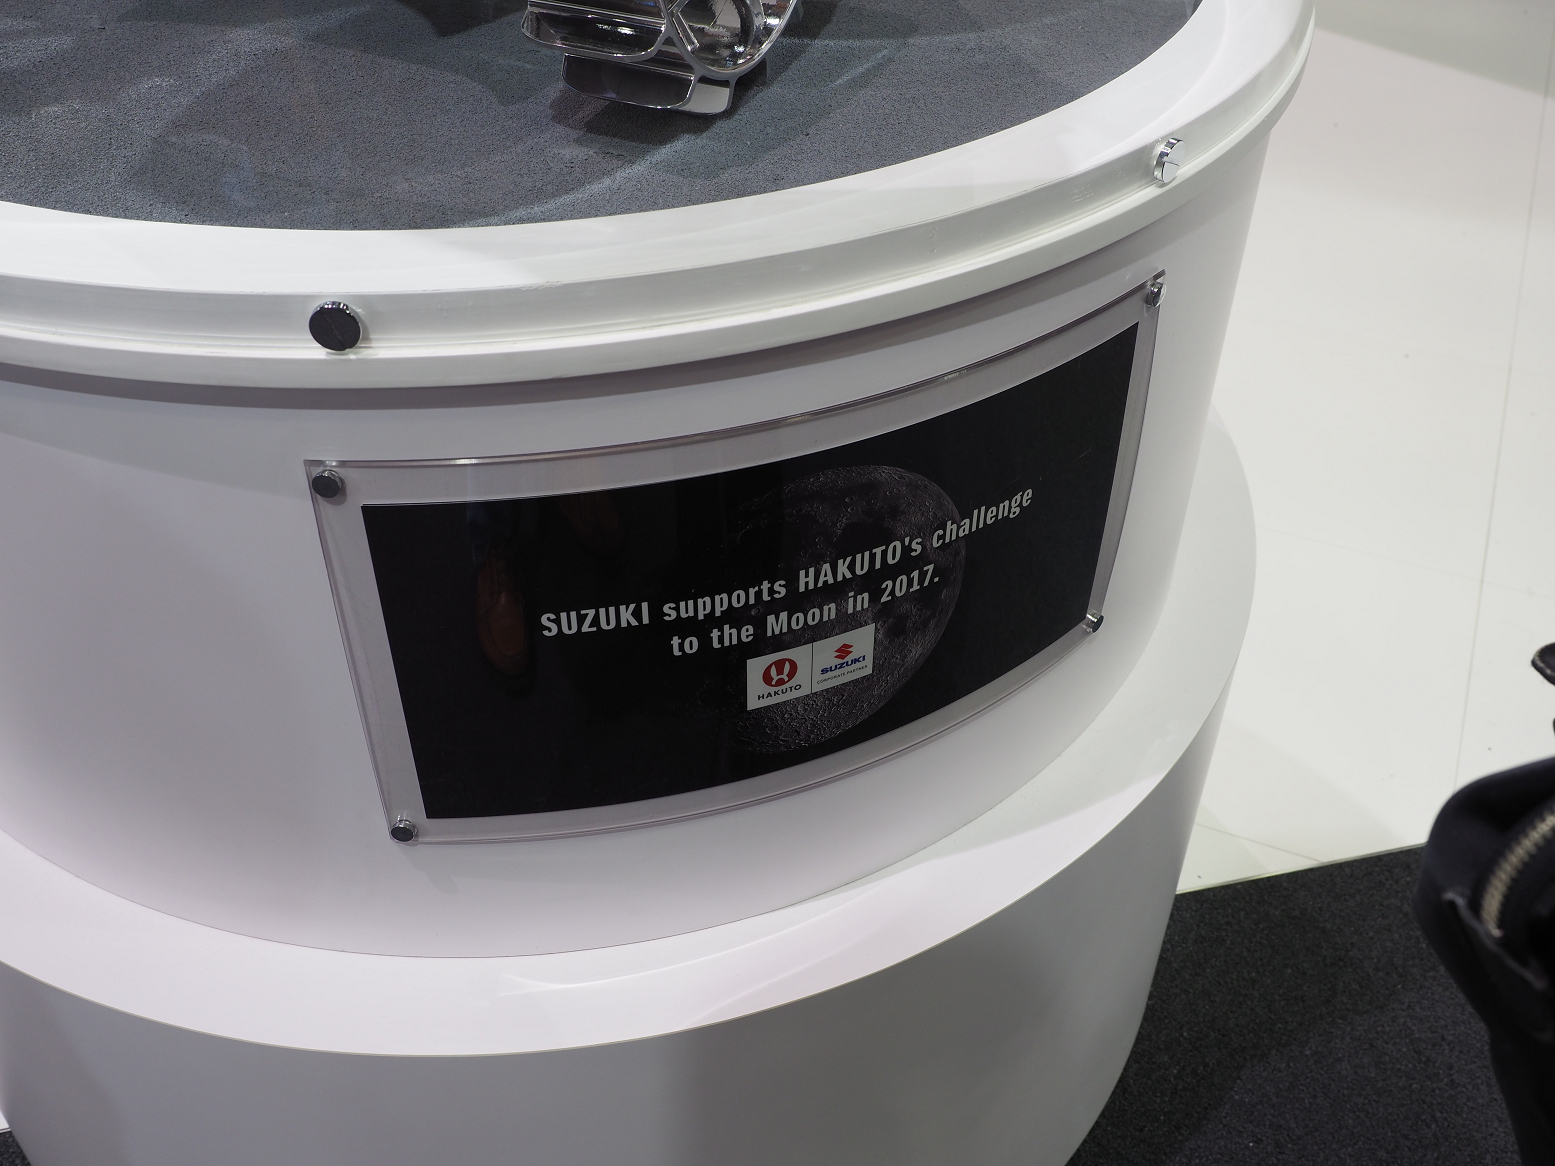 SUZUKI supports HAKUTO's challenge
to the Moon in 2017.
HAKUTO
SUZUKI
CORPORATE PARTNER